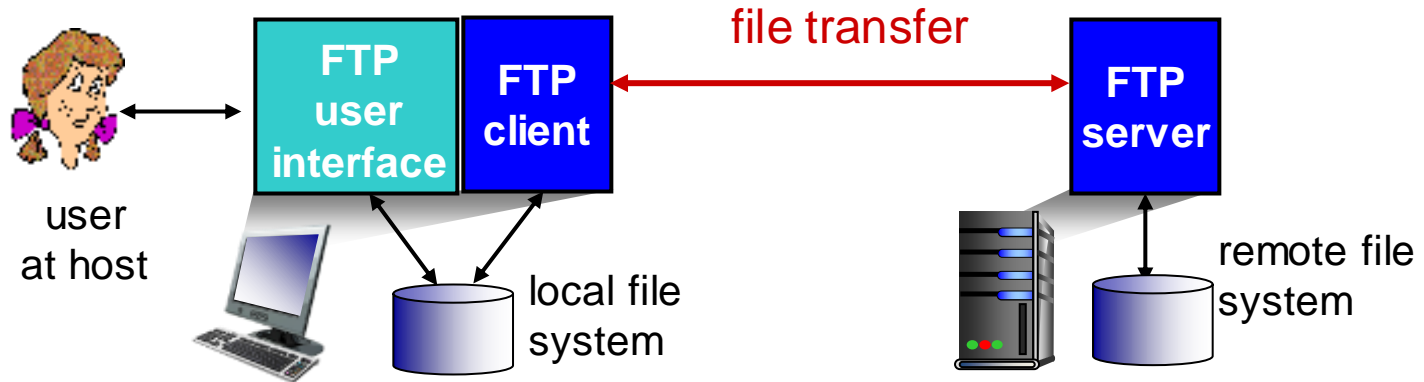 file transfer
FTP
user
interface
FTP
client
FTP
server
user
at host
local file
system
remote file
system